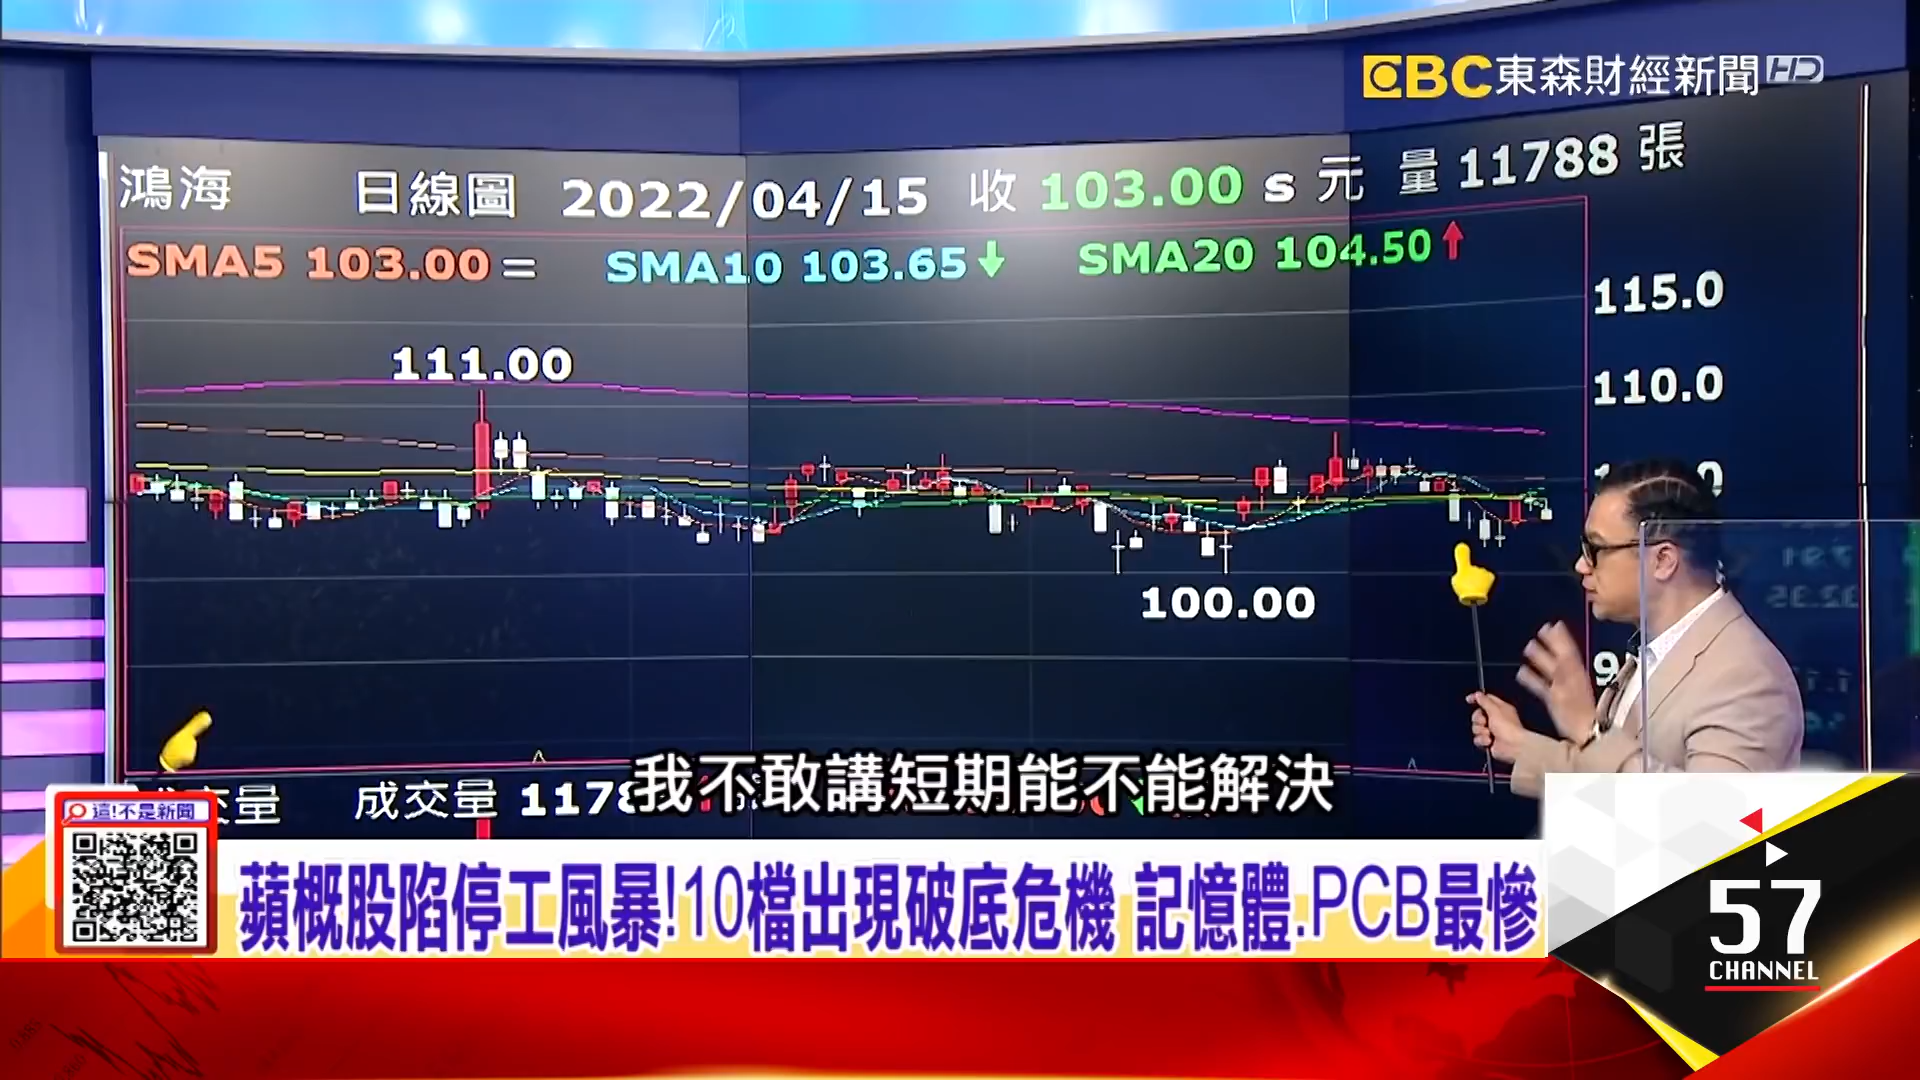 EBC東森財經新聞HD
鴻海 日線圖 2022/04/15 收 103.00 s 元 量 11788 張
SMA5 103.00 = SMA10 103.65↓ SMA20 104.50↑
115.0
111.00
110.0
100.00
成交量 1178
我不敢講短期能不能解決
這!不是新聞
蘋概股陷停工風暴!10檔出現破底危機 記憶體.PCB最慘
57
CHANNEL